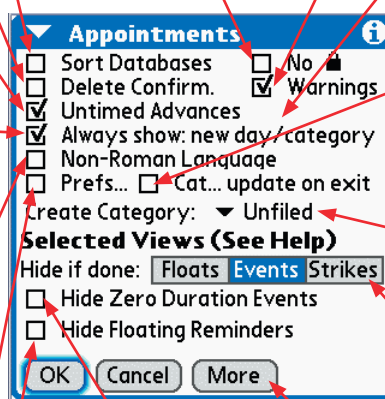 Appointments i
Sort Databases No
Delete Confirm. Warnings
Untimed Advances
Always show: new day/category
Non-Roman Language
Prefs... Cat... update on exit
Create Category: Unfiled
Selected Views (See Help)
Hide if done: Floats Events Strikes
Hide Zero Duration Events
Hide Floating Reminders
OK Cancel More